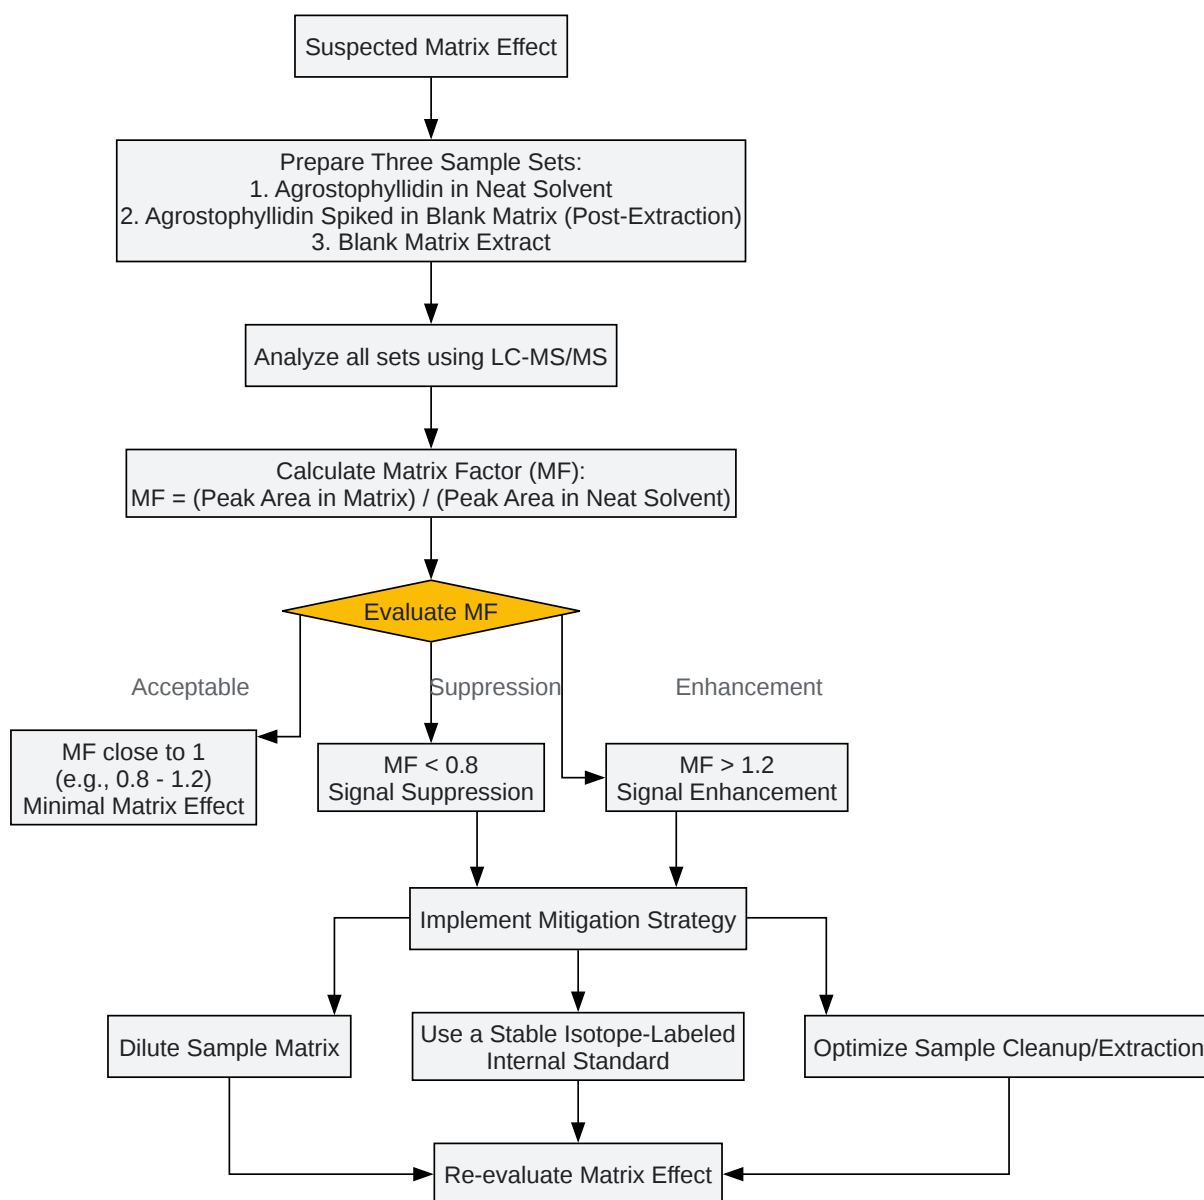 Suspected Matrix Effect
Prepare Three Sample Sets:
1. Agrostophyllidin in Neat Solvent
2. Agrostophyllidin Spiked in Blank Matrix (Post-Extraction)
3. Blank Matrix Extract
Analyze all sets using LC-MS/MS
Calculate Matrix Factor (MF):
MF = (Peak Area in Matrix) / (Peak Area in Neat Solvent)
Evaluate MF
Acceptable
Suppression
Enhancement
MF close to 1
(e.g., 0.8 - 1.2)
Minimal Matrix Effect
MF < 0.8
Signal Suppression
MF > 1.2
Signal Enhancement
Implement Mitigation Strategy
Dilute Sample Matrix
Use a Stable Isotope-Labeled
Internal Standard
Optimize Sample Cleanup/Extraction
Re-evaluate Matrix Effect